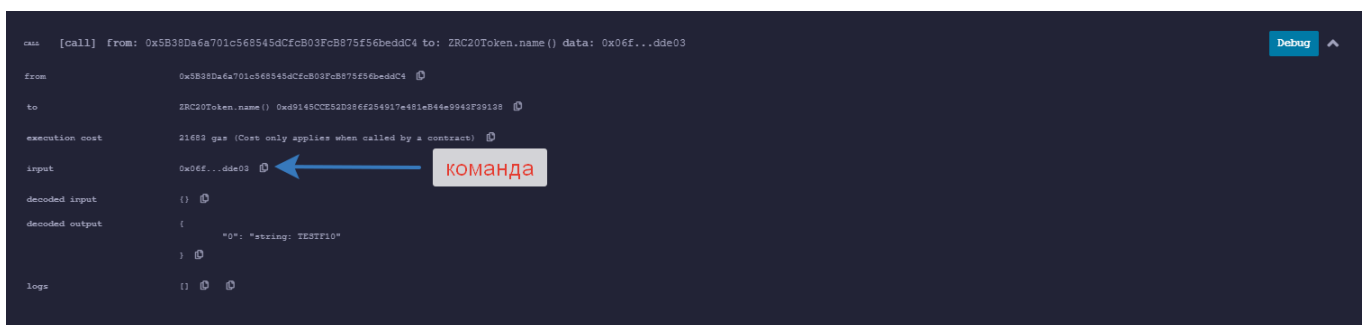 CALL [call] from: 0x5B38Da6a701c568545dCfcB03FcB875f56beddC4 to: ZRC20Token.name() data: 0x06f...dde03 Debug
from 0x5B38Da6a701c568545dCfcB03FcB875f56beddC4
to ZRC20Token.name() 0xd9145CCE52D386f254917e481eB44e9943F39138
execution cost 21683 gas (Cost only applies when called by a contract)
input 0x06f...dde03 команда
decoded input {}
decoded output {
"0": "string: TESTF10"
}
logs []